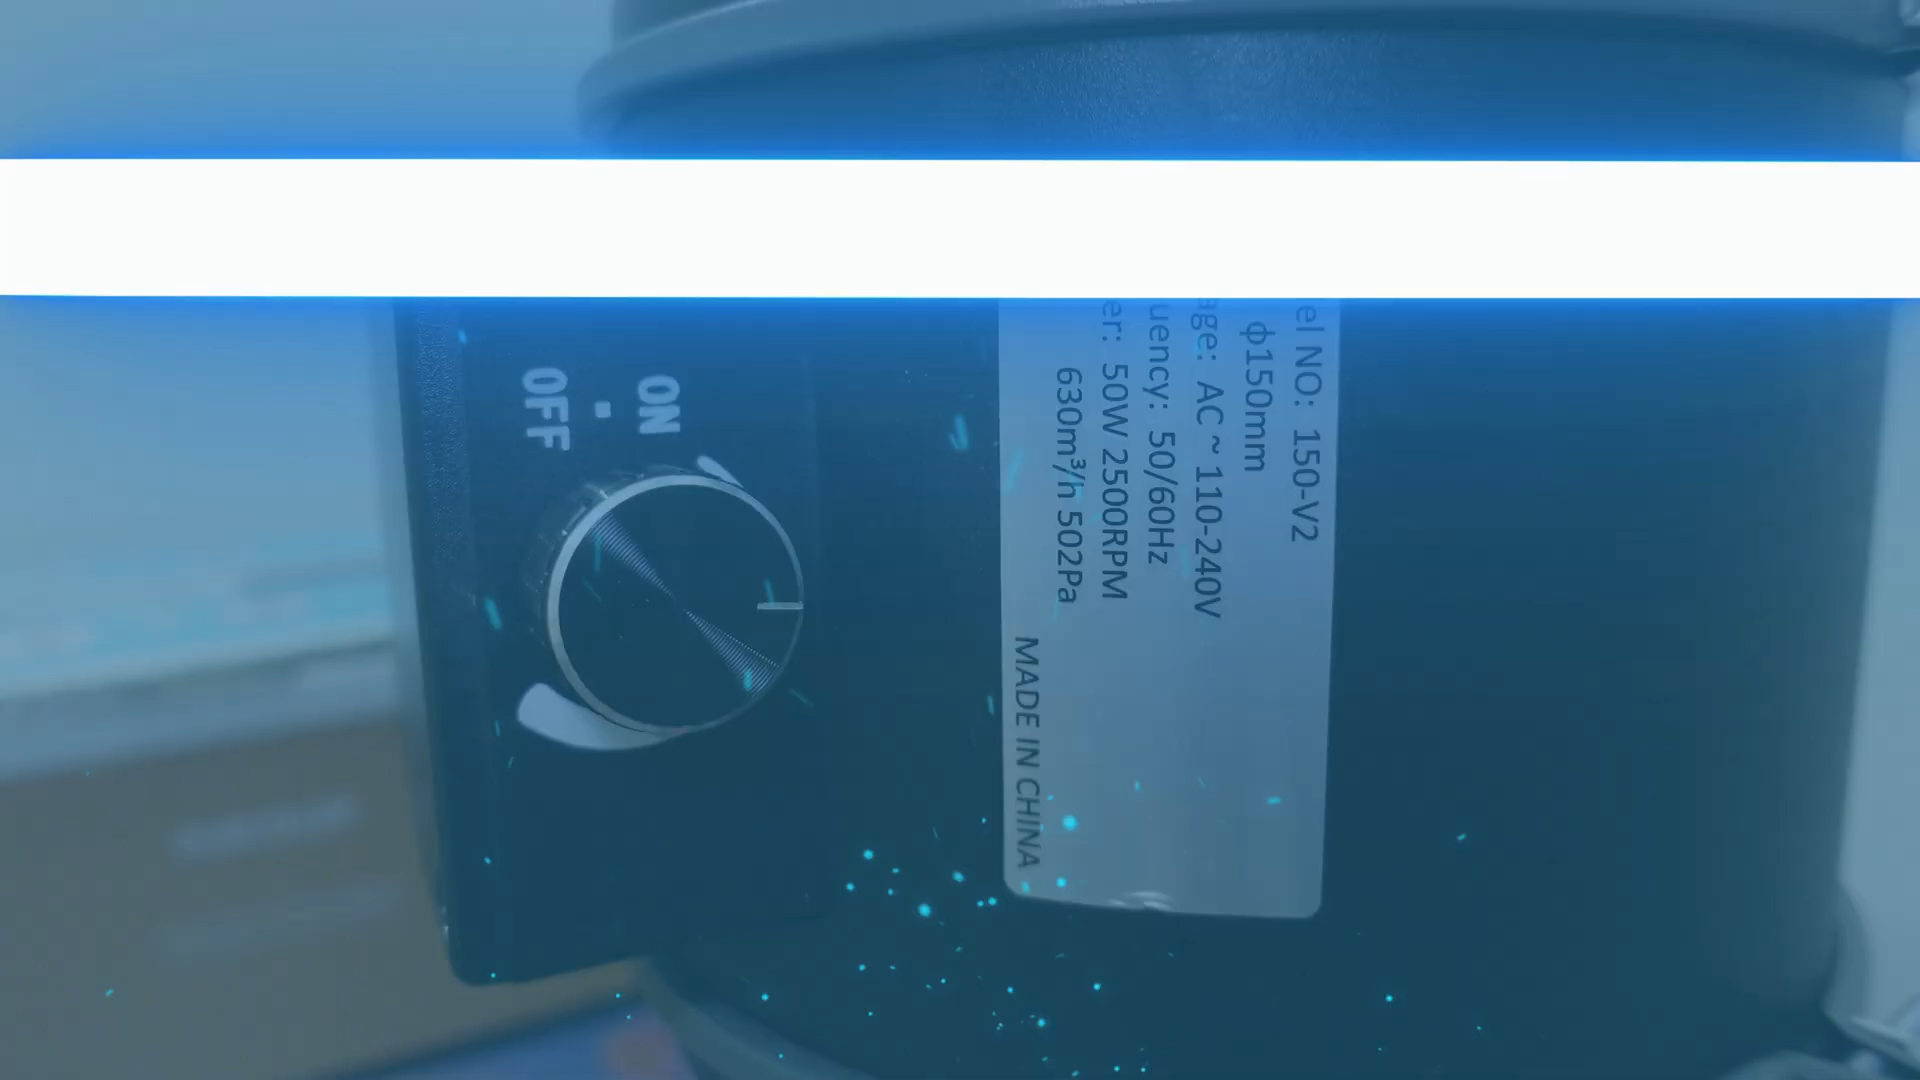 OFF
ON
el NO: 150-V2
ф150mm
age: AC ~ 110-240V
uency: 50/60Hz
er: 50W 2500RPM
630m³/h 502Pa
MADE IN CHINA